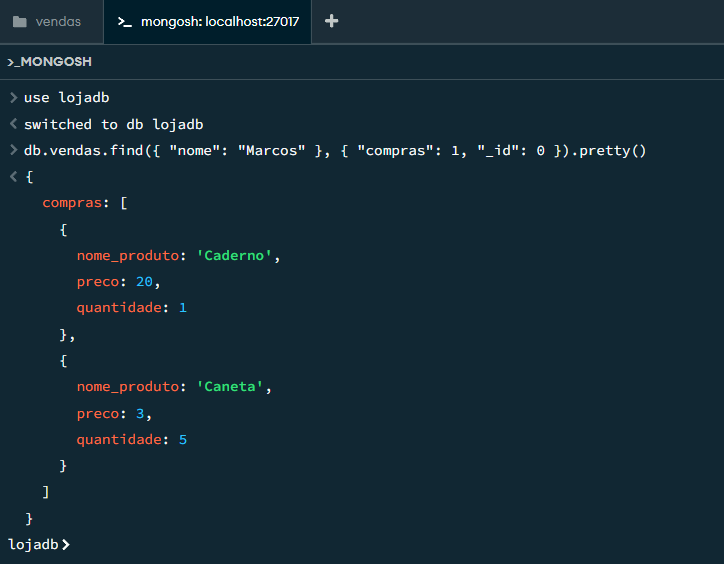 vendas
>_ mongosh: localhost:27017 +
>_MONGOSH
> use lojadb
< switched to db lojadb
> db.vendas.find({ "nome": "Marcos" }, { "compras": 1, "_id": 0 }).pretty()
< {
compras: [
{
nome_produto: 'Caderno',
preco: 20,
quantidade: 1
},
{
nome_produto: 'Caneta',
preco: 3,
quantidade: 5
}
]
}
lojadb>